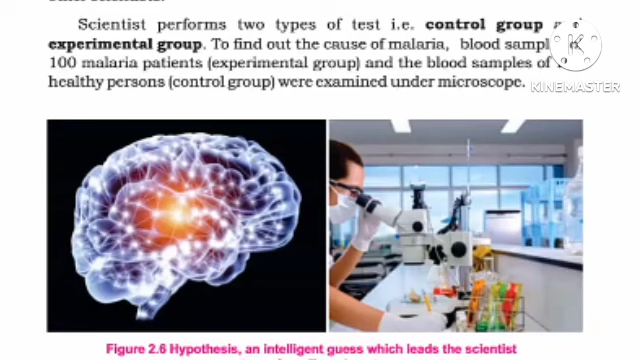 Scientist performs two types of test i.e. control group
experimental group. To find out the cause of malaria, blood
100 malaria patients (experimental group) and the blood samples of
healthy persons (control group) were examined under microscope.
KINEMASTER
Figure 2.6 Hypothesis, an intelligent guess which leads the scientist